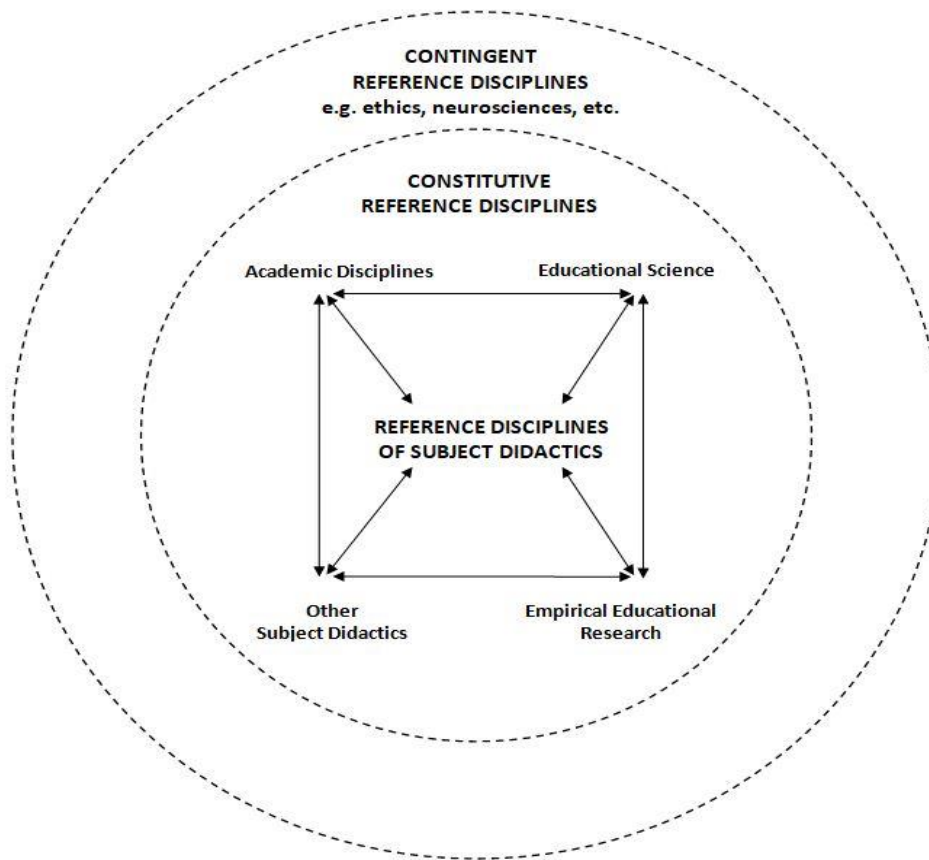 CONTINGENT
REFERENCE DISCIPLINES
e.g. ethics, neurosciences, etc.
CONSTITUTIVE
REFERENCE DISCIPLINES
Academic Disciplines
Educational Science
REFERENCE DISCIPLINES
OF SUBJECT DIDACTICS
Other
Subject Didactics
Empirical Educational
Research